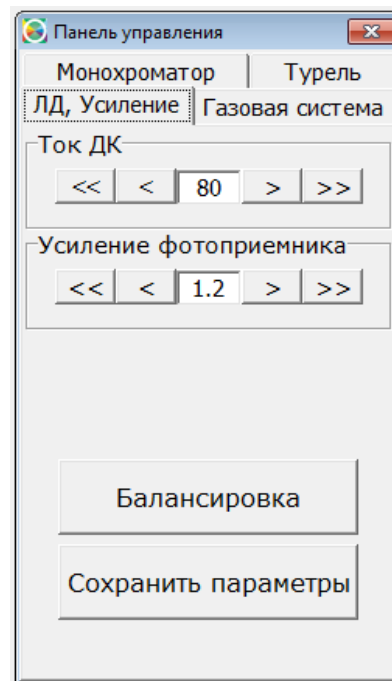 Панель управления
Монохроматор Турель
ЛД, Усиление Газовая система
Ток ДК
<< < 80 > >>
Усиление фотоприемника
<< < 1.2 > >>
Балансировка
Сохранить параметры